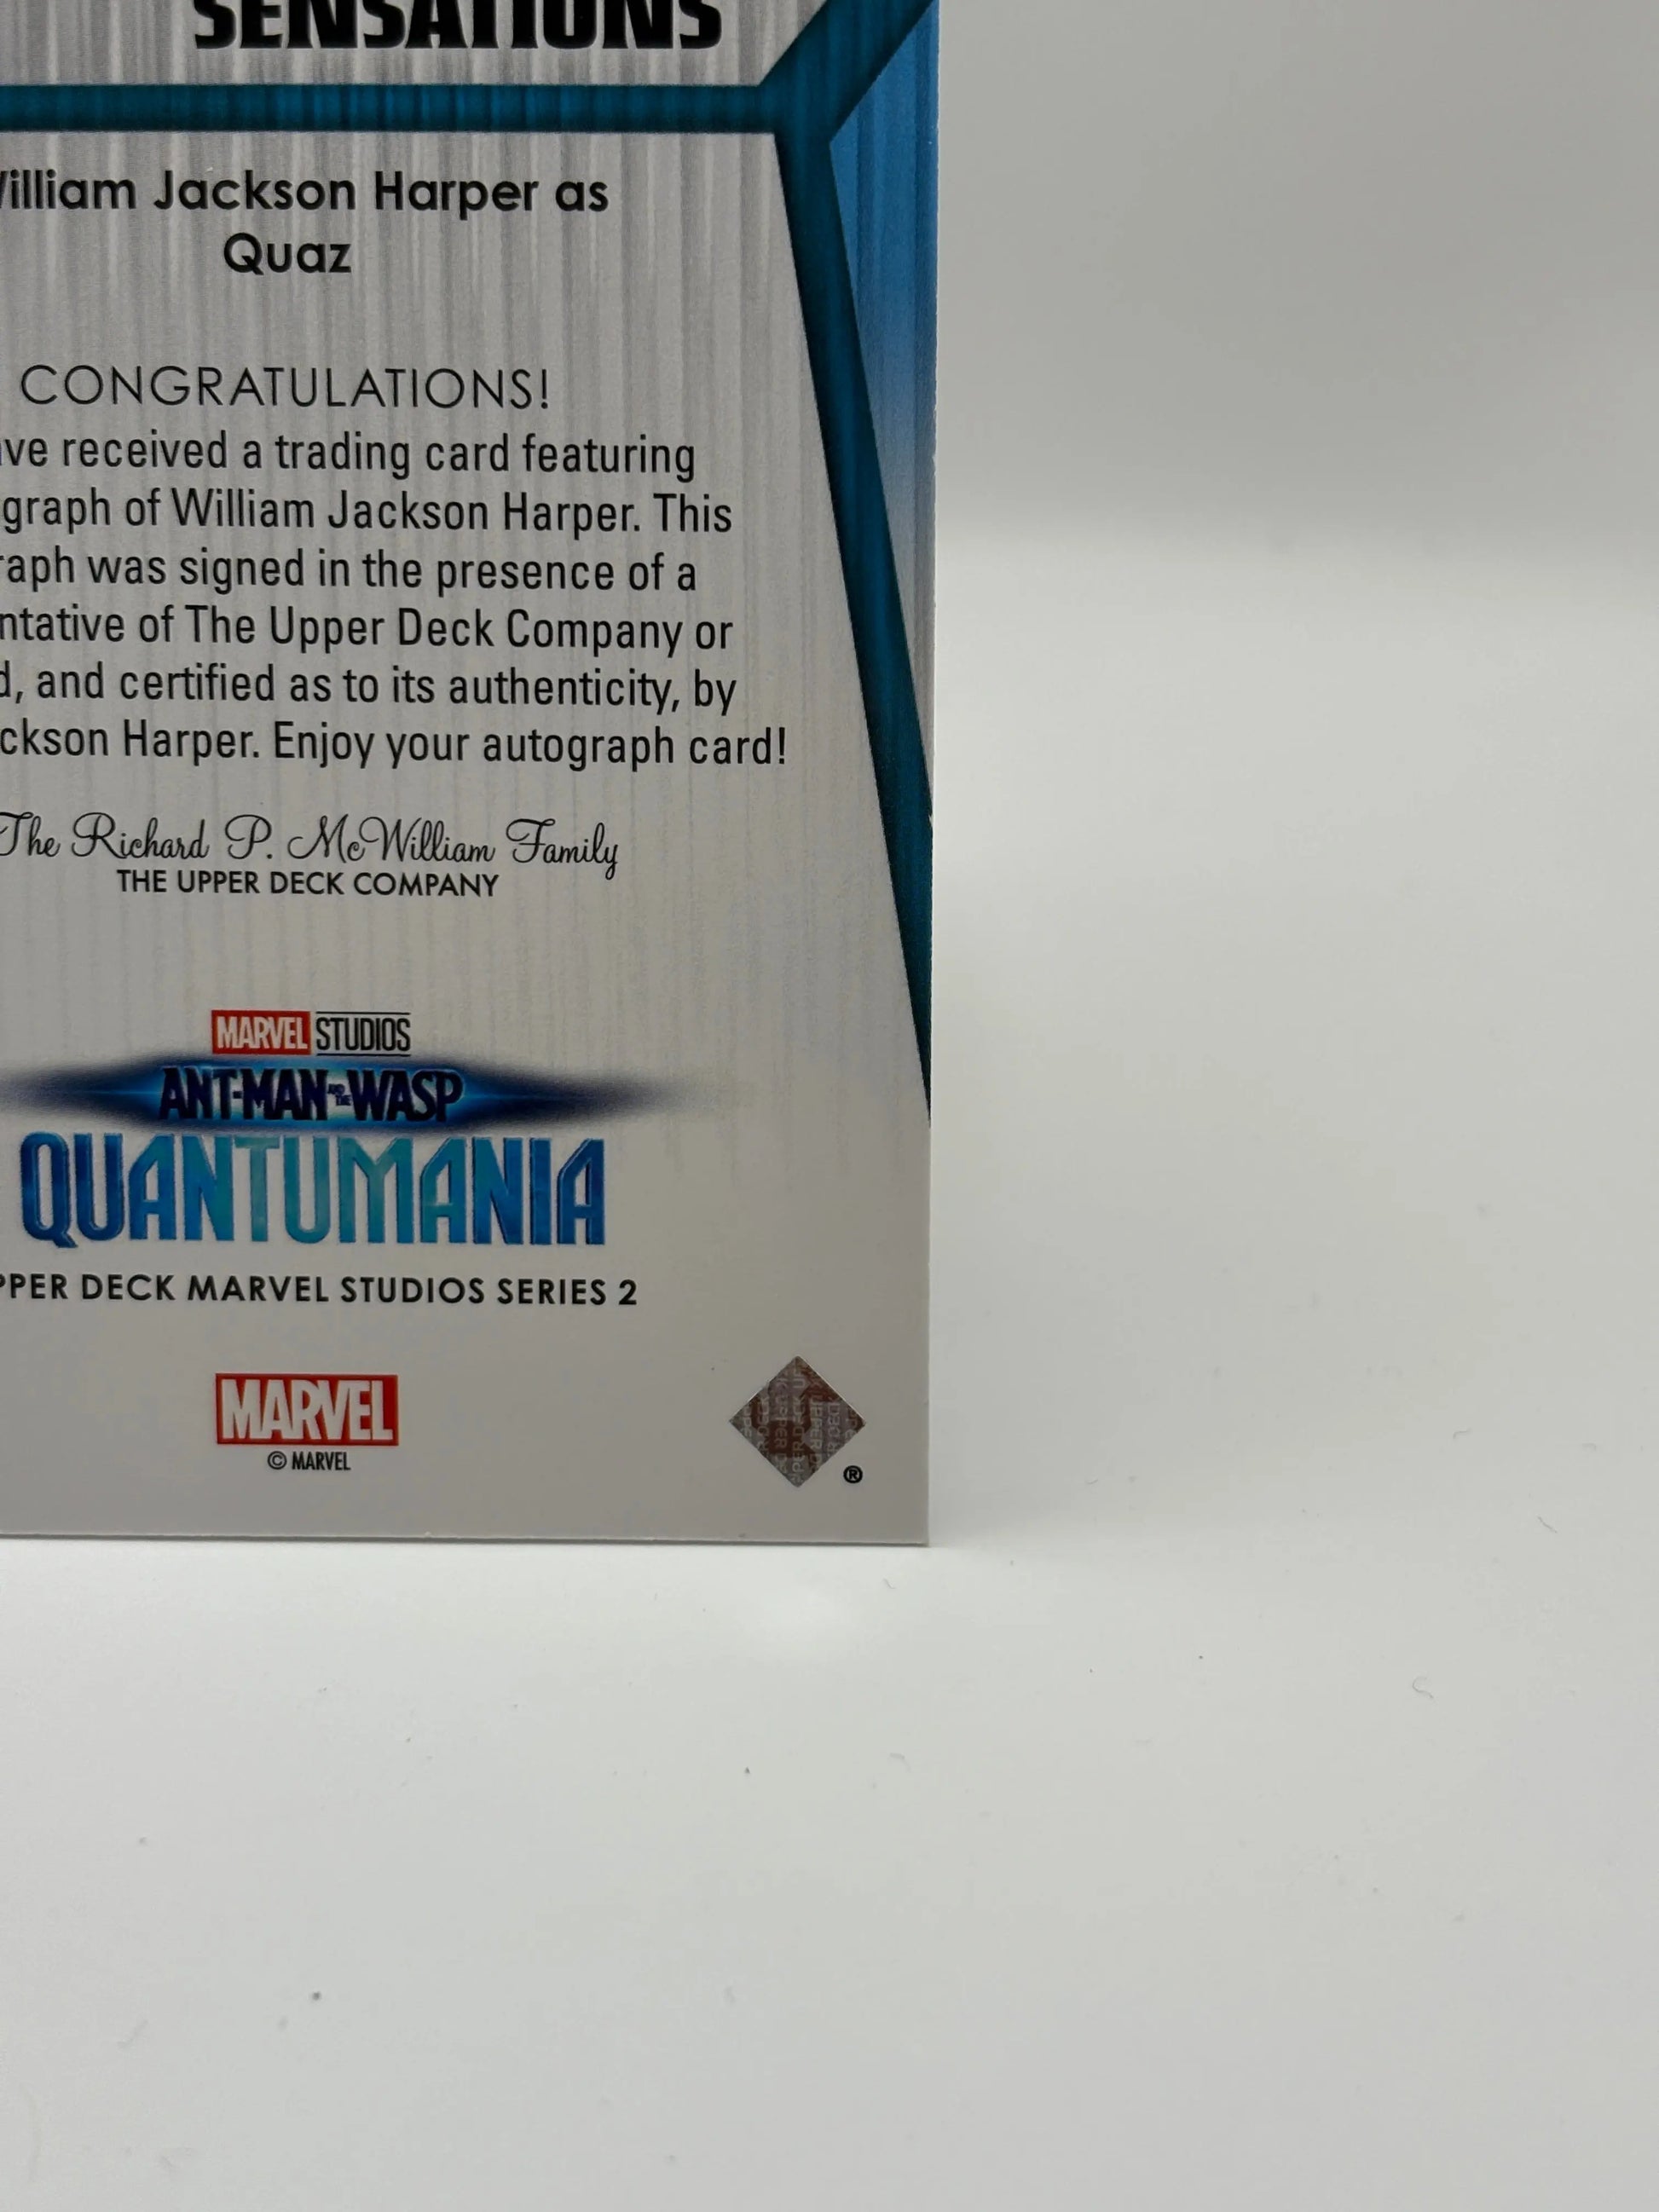 SENSATIONS
William Jackson Harper as
Quaz
CONGRATULATIONS!
ve received a trading card featuring
graph of William Jackson Harper. This
raph was signed in the presence of a
ntative of The Upper Deck Company or
d, and certified as to its authenticity, by
ckson Harper. Enjoy your autograph card!
The Richard P. McWilliam Family
THE UPPER DECK COMPANY
MARVEL STUDIOS
ANT-MAN AND THE WASP
QUANTUMANIA
PPER DECK MARVEL STUDIOS SERIES 2
MARVEL
© MARVEL
®